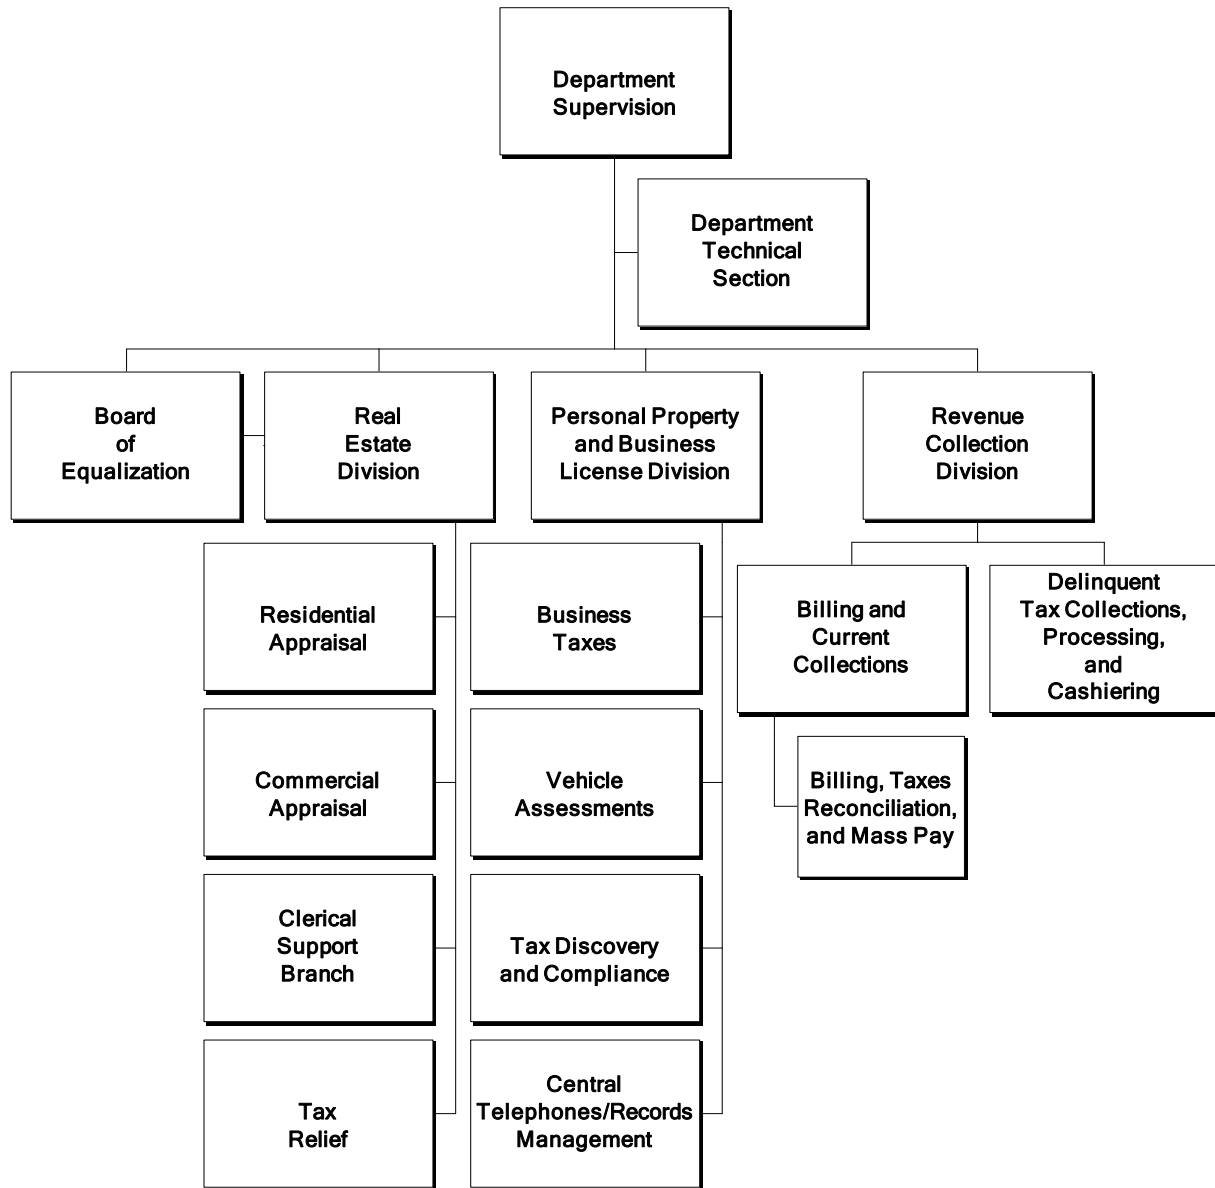 Department
Supervision
Department
Technical
Section
Board
of
Equalization
Real
Estate
Division
Personal Property
and Business
License Division
Revenue
Collection
Division
Residential
Appraisal
Business
Taxes
Billing and
Current
Collections
Delinquent
Tax Collections,
Processing,
and
Cashiering
Commercial
Appraisal
Vehicle
Assessments
Billing, Taxes
Reconciliation,
and Mass Pay
Clerical
Support
Branch
Tax Discovery
and Compliance
Tax
Relief
Central
Telephones/Records
Management